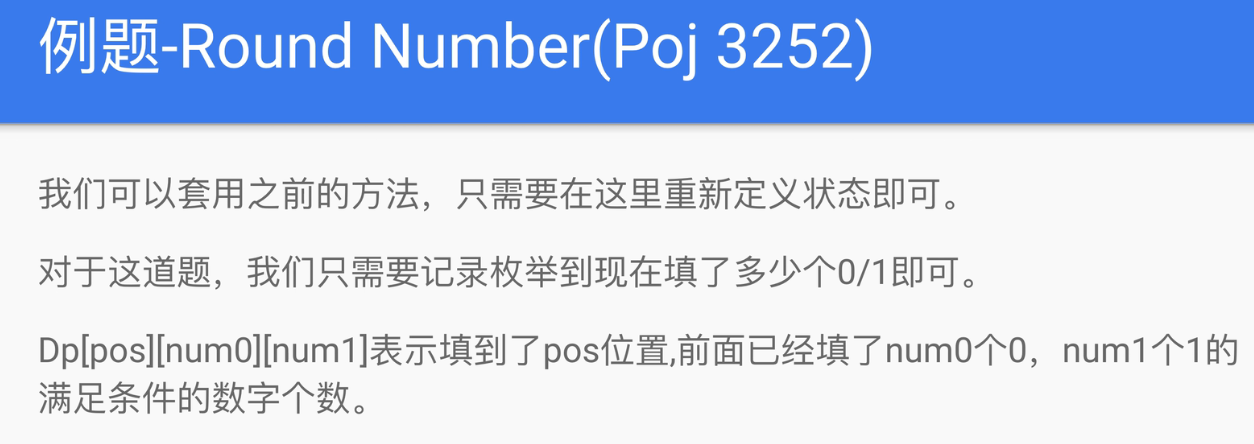 例题-Round Number(Poj 3252)
我们可以套用之前的方法，只需要在这里重新定义状态即可。
对于这道题，我们只需要记录枚举到现在填了多少个0/1即可。
Dp[pos][num0][num1]表示填到了pos位置,前面已经填了num0个0，num1个1的
满足条件的数字个数。